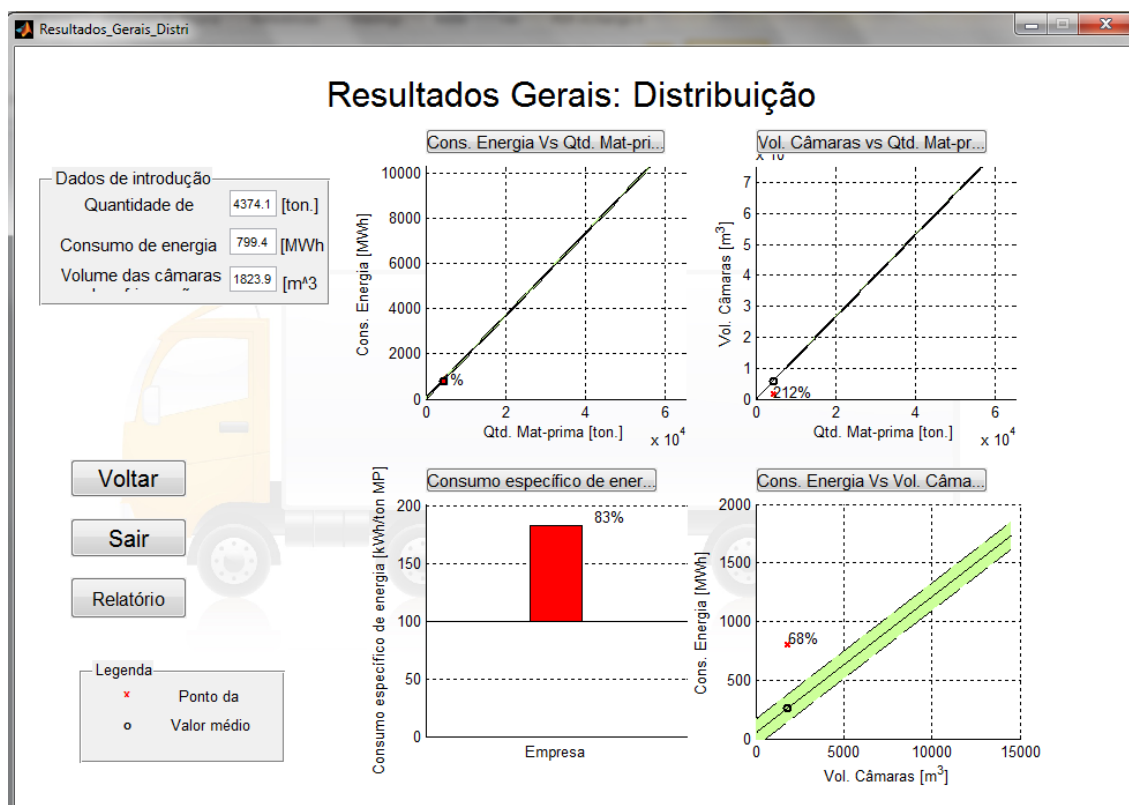 Resultados_Gerais_Distri
Resultados Gerais: Distribuição
Dados de introdução
Quantidade de
4374.1
[ton.]
Consumo de energia
799.4
[MWh
Volume das câmaras
1823.9
[m^3
Voltar
Sair
Relatório
Legenda
x Ponto da
o Valor médio
Cons. Energia Vs Qtd. Mat-pri...
Cons. Energia [MWh]
10000
8000
6000
4000
2000
0
%
0 2 4 6
x 10^4
Qtd. Mat-prima [ton.]
Vol. Câmaras vs Qtd. Mat-pr...
Vol. Câmaras [m^3]
7
6
5
4
3
2
1
0
212%
0 2 4 6
x 10^4
Qtd. Mat-prima [ton.]
Consumo específico de ener...
Consumo específico de energia [kWh/ton MP]
200
150
100
50
0
83%
Empresa
Cons. Energia Vs Vol. Câma...
Cons. Energia [MWh]
2000
1500
1000
500
0
68%
0 5000 10000 15000
Vol. Câmaras [m^3]